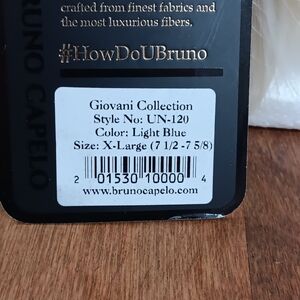 crafted from finest fabrics and
the most luxurious fibers.
#HowDoUBruno
BRUNO CAPELO
Giovani Collection
Style No: UN-120
Color: Light Blue
Size: X-Large (7 1/2 -7 5/8)
2 01530 10000 4
www.brunocapelo.com